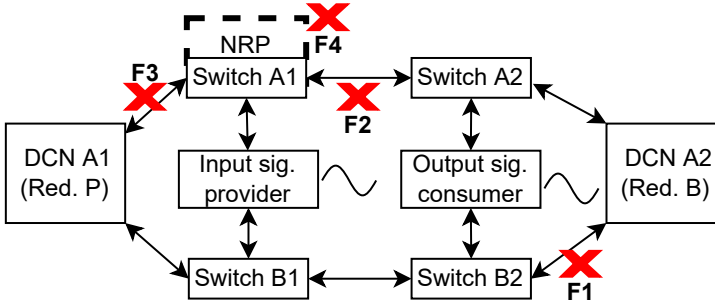 NRP
F4
F3
Switch A1
Switch A2
F2
DCN A1
(Red. P)
Input sig.
provider
Output sig.
consumer
DCN A2
(Red. B)
Switch B1
Switch B2
F1